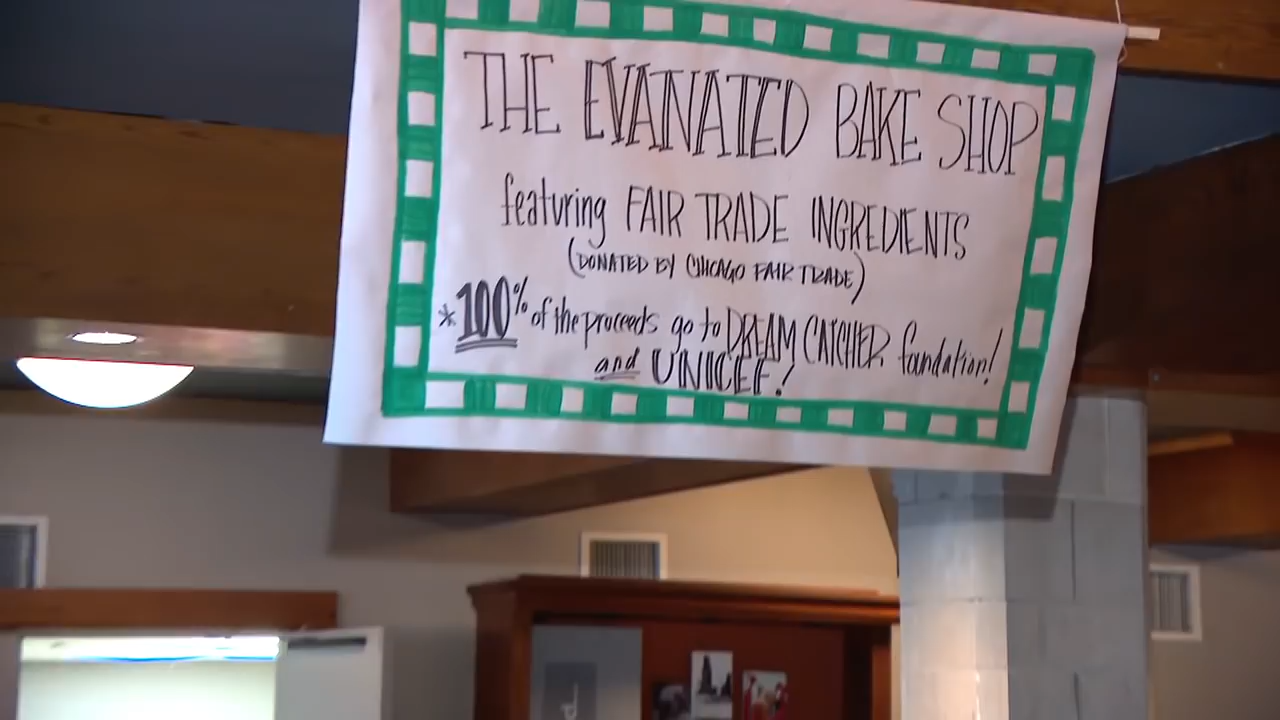 THE EVANATED BAKE SHOP
featuring FAIR TRADE INGREDIENTS
(DONATED BY CHICAGO FAIR TRADE)
*100% of the proceeds go to DREAM CATCHER foundation!
and UNICEF!